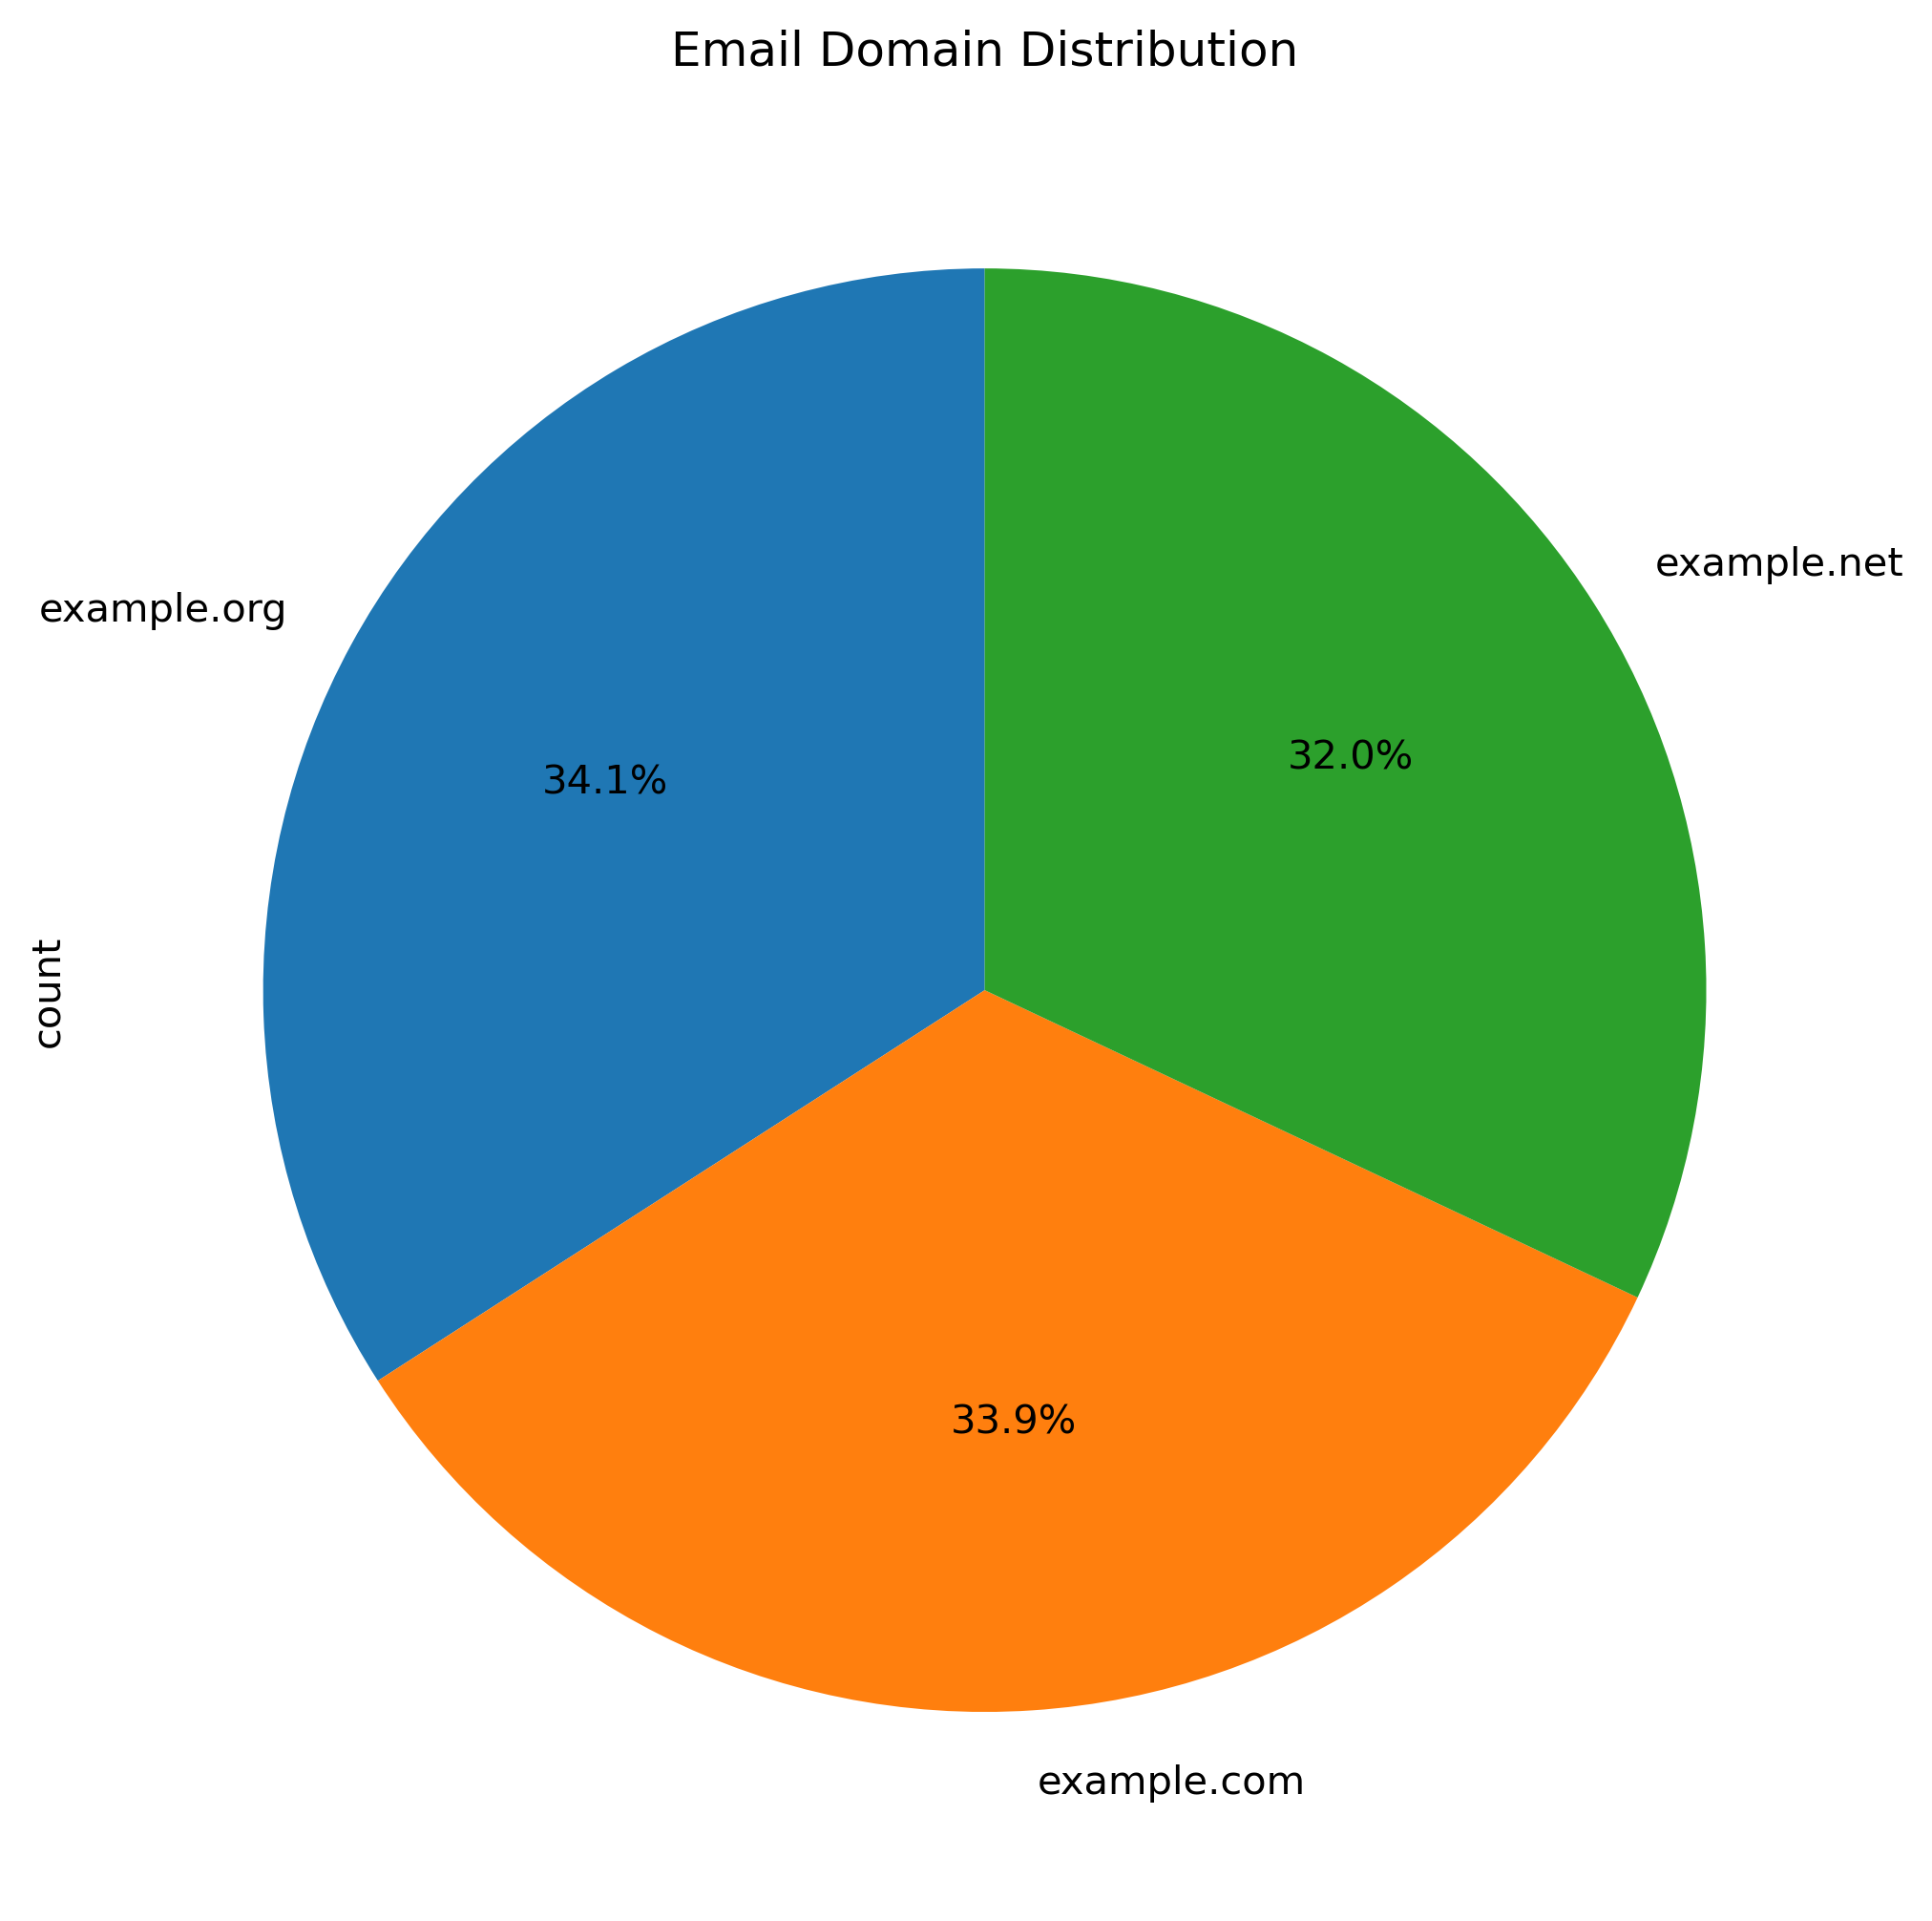 Email Domain Distribution
example.net
example.org
32.0%
34.1%
count
33.9%
example.com